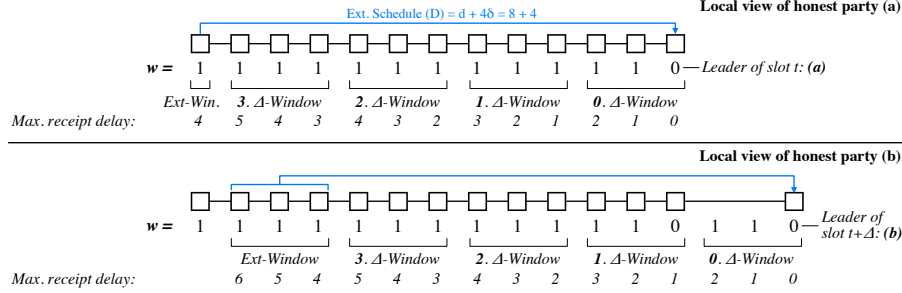 Local view of honest party (a)
Ext. Schedule (D) = d + 4δ = 8 + 4
w = 1 1 1 1 1 1 1 1 1 1 1 1 0 Leader of slot t: (a)
Ext-Win. 3. Δ-Window 2. Δ-Window 1. Δ-Window 0. Δ-Window
Max. receipt delay: 4 5 4 3 4 3 2 3 2 1 2 1 0
Local view of honest party (b)
w = 1 1 1 1 1 1 1 1 1 1 1 1 0 1 1 0 Leader of
slot t+Δ: (b)
Ext-Window 3. Δ-Window 2. Δ-Window 1. Δ-Window 0. Δ-Window
Max. receipt delay: 6 5 4 5 4 3 4 3 2 3 2 1 2 1 0